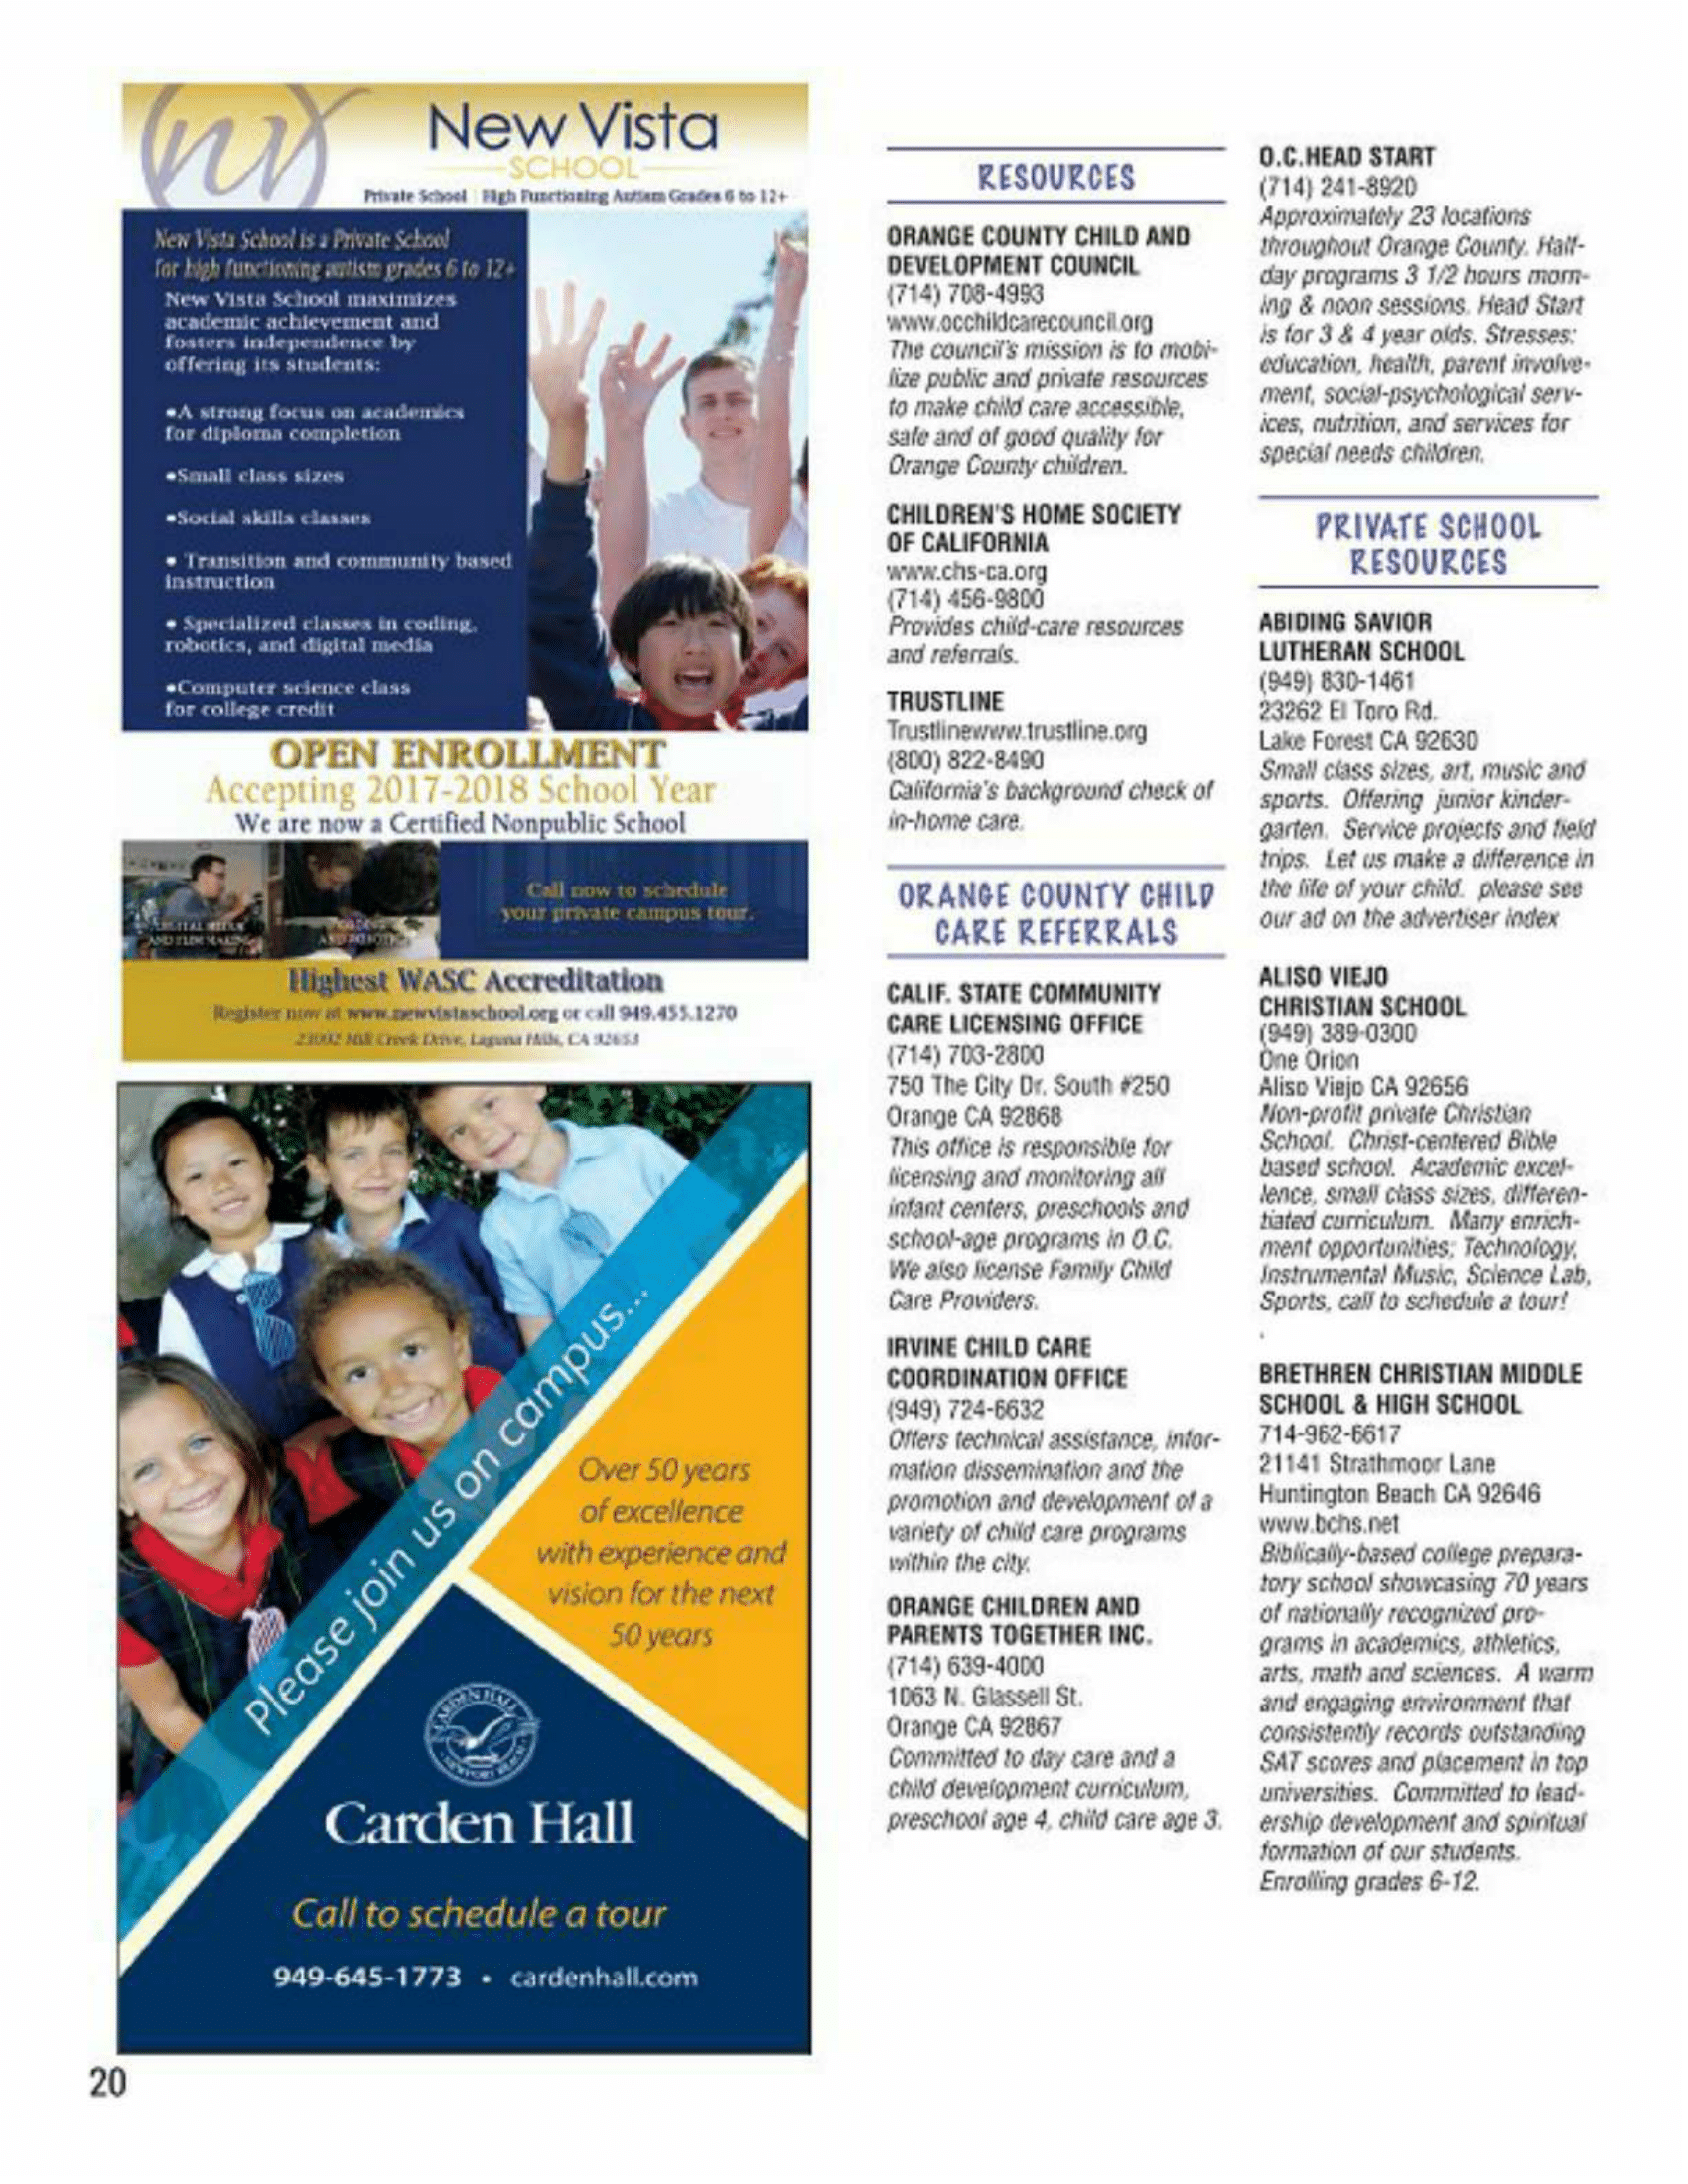 New Vista
SCHOOL
Private School | High Functioning Autism Grades 6 to 12+
New Vista School is a Private School
for high functioning autism grades 6 to 12+
New Vista School maximizes
academic achievement and
fosters independence by
offering its students:
•A strong focus on academics
for diploma completion
•Small class sizes
•Social skills classes
• Transition and community based
instruction
• Specialized classes in coding,
robotics, and digital media
•Computer science class
for college credit
OPEN ENROLLMENT
Accepting 2017-2018 School Year
We are now a Certified Nonpublic School
DIGITAL MEDIA
AND FILM MAKING
CODING
AND ROBOTICS
Call now to schedule
your private campus tour.
Highest WASC Accreditation
Register now at www.newvistaschool.org or call 949.455.1270
23092 Mill Creek Drive, Laguna Hills, CA 92653
Please join us on campus...
Over 50 years
of excellence
with experience and
vision for the next
50 years
CARDEN HALL
NEWPORT BEACH
Carden Hall
Call to schedule a tour
949-645-1773 • cardenhall.com
20
RESOURCES
ORANGE COUNTY CHILD AND
DEVELOPMENT COUNCIL
(714) 708-4993
www.occhildcarecouncil.org
The council's mission is to mobi-
lize public and private resources
to make child care accessible,
safe and of good quality for
Orange County children.
CHILDREN'S HOME SOCIETY
OF CALIFORNIA
www.chs-ca.org
(714) 456-9800
Provides child-care resources
and referrals.
TRUSTLINE
Trustlinewww.trustline.org
(800) 822-8490
California's background check of
in-home care.
ORANGE COUNTY CHILD
CARE REFERRALS
CALIF. STATE COMMUNITY
CARE LICENSING OFFICE
(714) 703-2800
750 The City Dr. South #250
Orange CA 92868
This office is responsible for
licensing and monitoring all
infant centers, preschools and
school-age programs in O.C.
We also license Family Child
Care Providers.
IRVINE CHILD CARE
COORDINATION OFFICE
(949) 724-6632
Offers technical assistance, infor-
mation dissemination and the
promotion and development of a
variety of child care programs
within the city.
ORANGE CHILDREN AND
PARENTS TOGETHER INC.
(714) 639-4000
1063 N. Glassell St.
Orange CA 92867
Committed to day care and a
child development curriculum,
preschool age 4, child care age 3.
O.C.HEAD START
(714) 241-8920
Approximately 23 locations
throughout Orange County. Half-
day programs 3 1/2 hours morn-
ing & noon sessions. Head Start
is for 3 & 4 year olds. Stresses:
education, health, parent involve-
ment, social-psychological serv-
ices, nutrition, and services for
special needs children.
PRIVATE SCHOOL
RESOURCES
ABIDING SAVIOR
LUTHERAN SCHOOL
(949) 830-1461
23262 El Toro Rd.
Lake Forest CA 92630
Small class sizes, art, music and
sports. Offering junior kinder-
garten. Service projects and field
trips. Let us make a difference in
the life of your child. please see
our ad on the advertiser index
ALISO VIEJO
CHRISTIAN SCHOOL
(949) 389-0300
One Orion
Aliso Viejo CA 92656
Non-profit private Christian
School. Christ-centered Bible
based school. Academic excel-
lence, small class sizes, differen-
tiated curriculum. Many enrich-
ment opportunities; Technology,
Instrumental Music, Science Lab,
Sports, call to schedule a tour!
.
BRETHREN CHRISTIAN MIDDLE
SCHOOL & HIGH SCHOOL
714-962-6617
21141 Strathmoor Lane
Huntington Beach CA 92646
www.bchs.net
Biblically-based college prepara-
tory school showcasing 70 years
of nationally recognized pro-
grams in academics, athletics,
arts, math and sciences. A warm
and engaging environment that
consistently records outstanding
SAT scores and placement in top
universities. Committed to lead-
ership development and spiritual
formation of our students.
Enrolling grades 6-12.